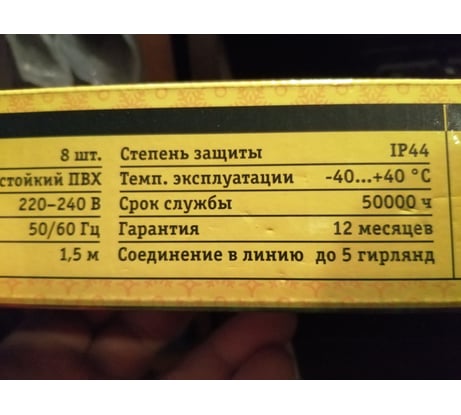 8 шт. Степень защиты IP44
стойкий ПВХ Темп. эксплуатации -40...+40 °C
220-240 В Срок службы 50000 ч
50/60 Гц Гарантия 12 месяцев
1,5 м Соединение в линию до 5 гирлянд